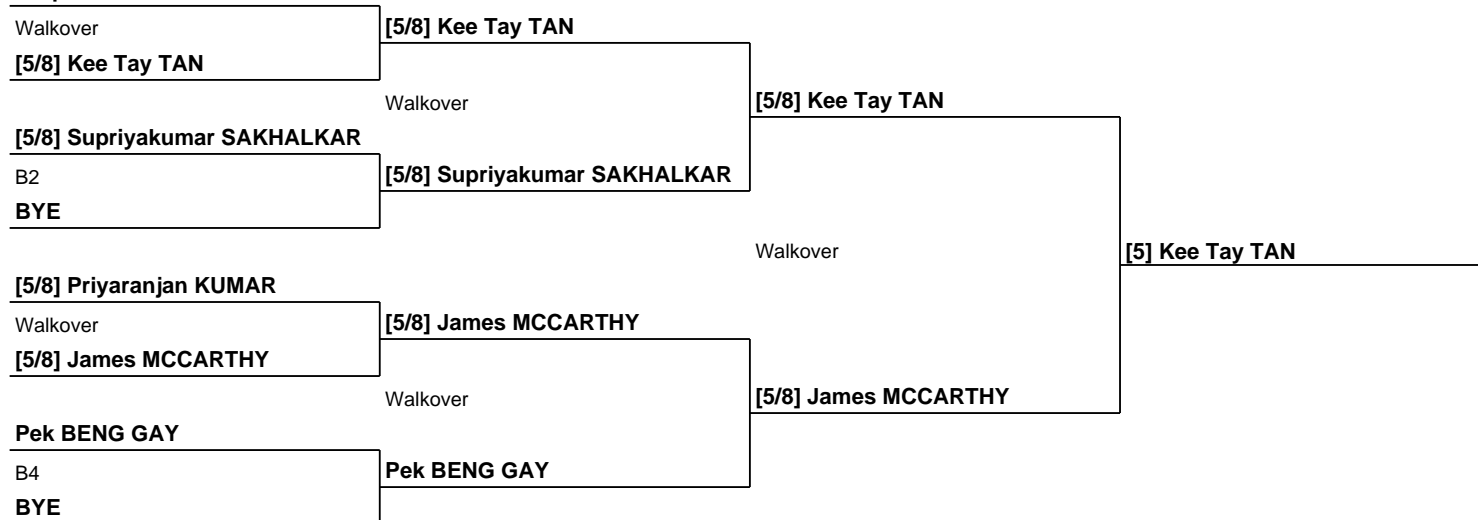 Walkover
[5/8] Kee Tay TAN
[5/8] Kee Tay TAN
Walkover
[5/8] Kee Tay TAN
[5/8] Supriyakumar SAKHALKAR
B2
[5/8] Supriyakumar SAKHALKAR
BYE
Walkover
[5] Kee Tay TAN
[5/8] Priyaranjan KUMAR
Walkover
[5/8] James MCCARTHY
[5/8] James MCCARTHY
Walkover
[5/8] James MCCARTHY
Pek BENG GAY
B4
Pek BENG GAY
BYE